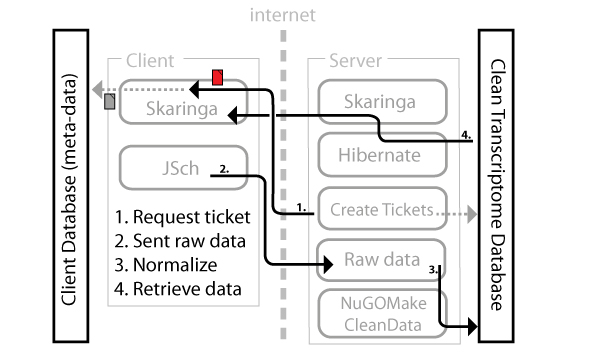 internet
Client
Server
Client Database (meta-data)
Skaringa
JSch
2.
1. Request ticket
2. Sent raw data
3. Normalize
4. Retrieve data
1.
Skaringa
4.
Hibernate
Create Tickets
Raw data
3.
NuGOMake
CleanData
Clean Transcriptome Database